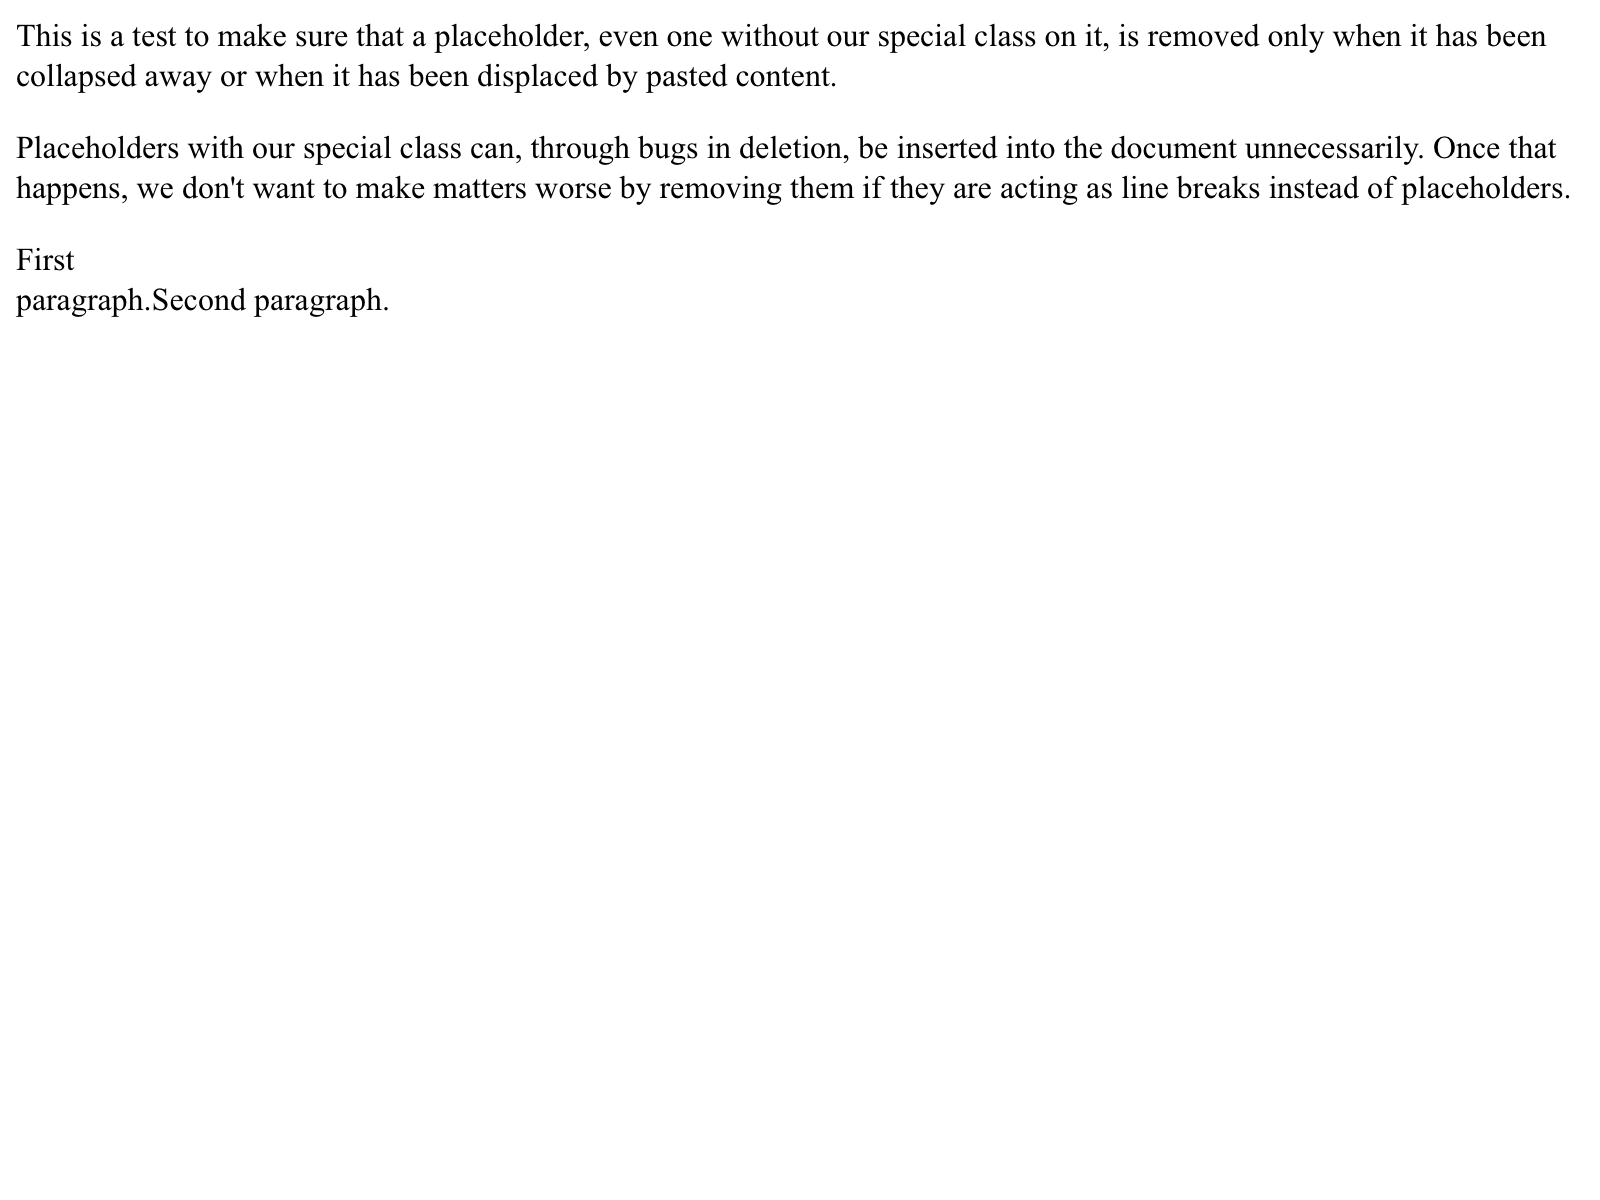 This is a test to make sure that a placeholder, even one without our special class on it, is removed only when it has been
collapsed away or when it has been displaced by pasted content.
Placeholders with our special class can, through bugs in deletion, be inserted into the document unnecessarily. Once that
happens, we don't want to make matters worse by removing them if they are acting as line breaks instead of placeholders.
First
paragraph.Second paragraph.